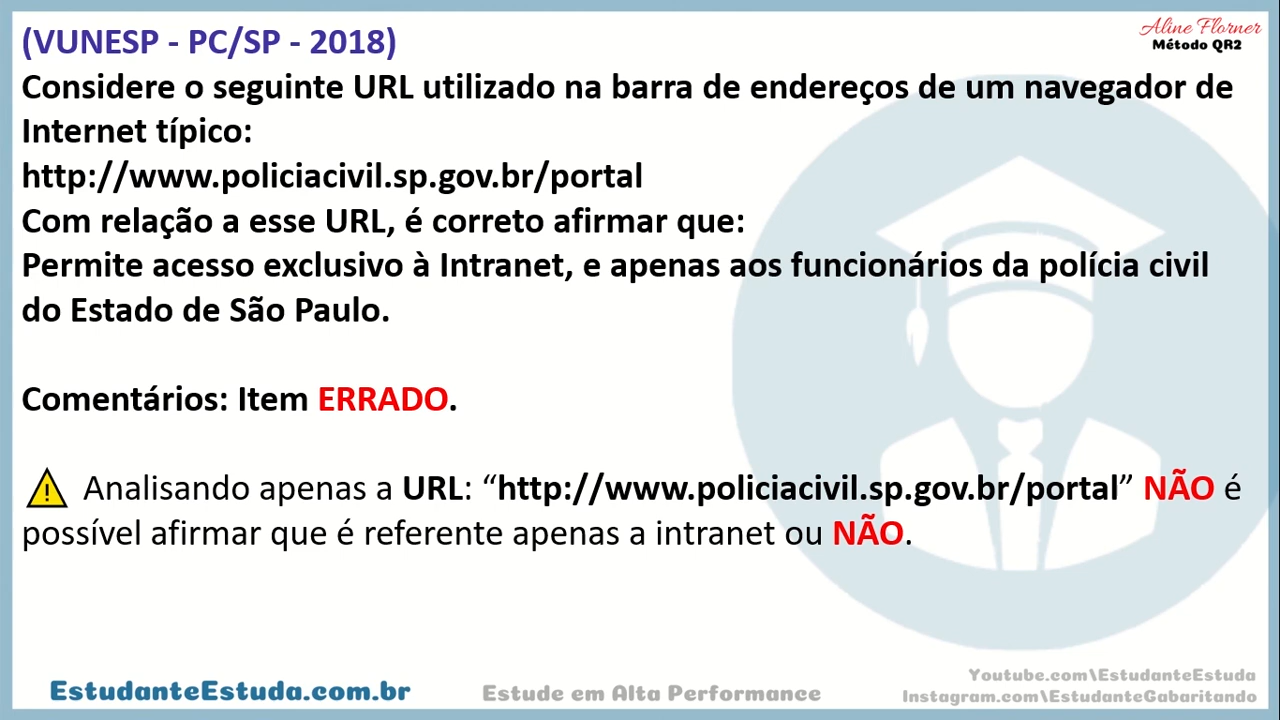 (VUNESP - PC/SP - 2018)
Aline Florner
Método QR2
Considere o seguinte URL utilizado na barra de endereços de um navegador de
Internet típico:
http://www.policiacivil.sp.gov.br/portal
Com relação a esse URL, é correto afirmar que:
Permite acesso exclusivo à Intranet, e apenas aos funcionários da polícia civil
do Estado de São Paulo.
Comentários: Item ERRADO.
⚠ Analisando apenas a URL: “http://www.policiacivil.sp.gov.br/portal” NÃO é
possível afirmar que é referente apenas a intranet ou NÃO.
EstudanteEstuda.com.br
Estude em Alta Performance
Youtube.com\EstudanteEstuda
Instagram.com\EstudanteGabaritando